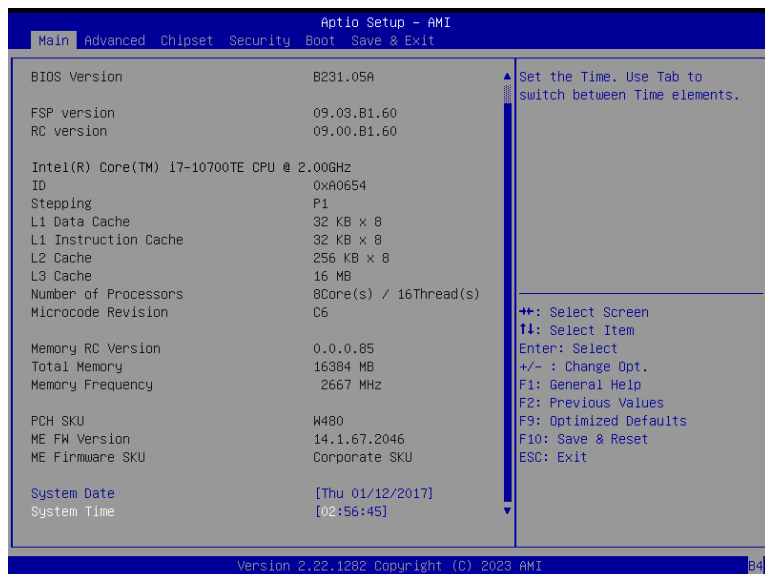 Aptio Setup – AMI
Main Advanced Chipset Security Boot Save & Exit
BIOS Version B231.05A
FSP version 09.03.B1.60
RC version 09.00.B1.60
Intel(R) Core(TM) i7-10700TE CPU @ 2.00GHz
ID 0xA0654
Stepping P1
L1 Data Cache 32 KB x 8
L1 Instruction Cache 32 KB x 8
L2 Cache 256 KB x 8
L3 Cache 16 MB
Number of Processors 8Core(s) / 16Thread(s)
Microcode Revision C6
Memory RC Version 0.0.0.85
Total Memory 16384 MB
Memory Frequency 2667 MHz
PCH SKU W480
ME FW Version 14.1.67.2046
ME Firmware SKU Corporate SKU
System Date [Thu 01/12/2017]
System Time [02:56:45]
Set the Time. Use Tab to
switch between Time elements.
→←: Select Screen
↑↓: Select Item
Enter: Select
+/- : Change Opt.
F1: General Help
F2: Previous Values
F9: Optimized Defaults
F10: Save & Reset
ESC: Exit
Version 2.22.1282 Copyright (C) 2023 AMI
B4